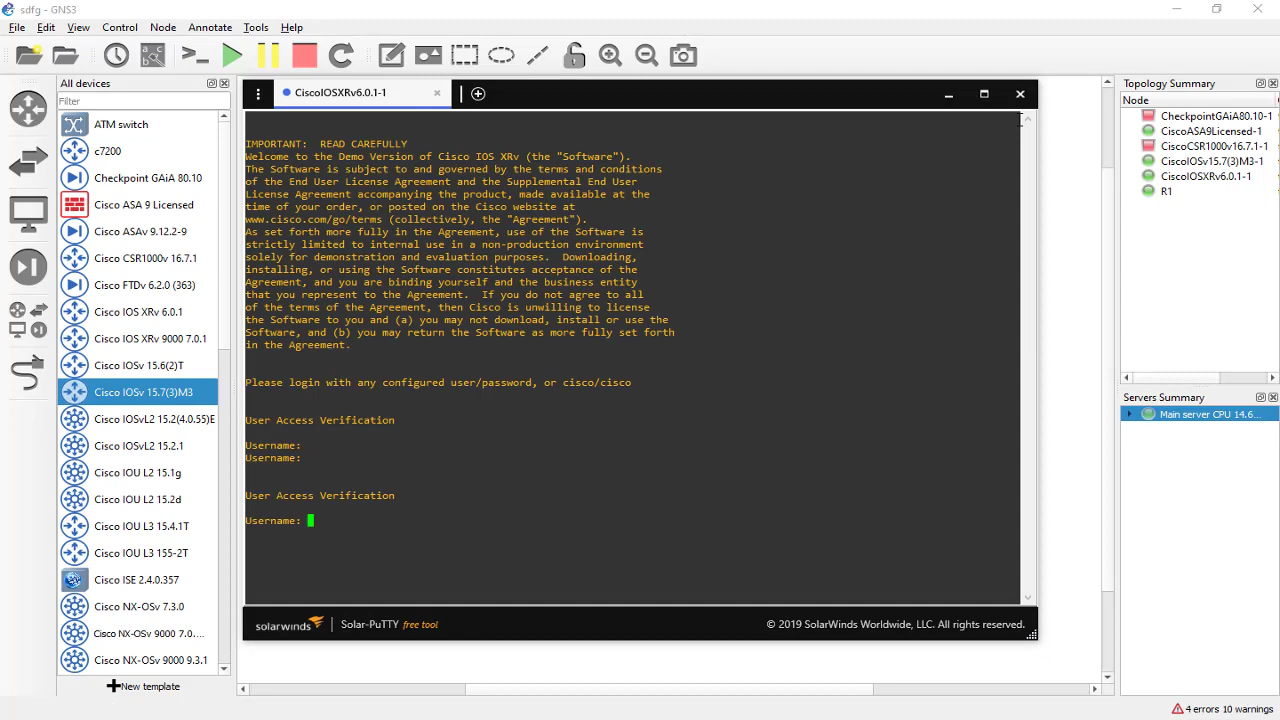 sdfg - GNS3
File Edit View Control Node Annotate Tools Help
All devices
Filter
ATM switch
c7200
Checkpoint GAiA 80.10
Cisco ASA 9 Licensed
Cisco ASAv 9.12.2-9
Cisco CSR1000v 16.7.1
Cisco FTDv 6.2.0 (363)
Cisco IOS XRv 6.0.1
Cisco IOS XRv 9000 7.0.1
Cisco IOSv 15.6(2)T
Cisco IOSv 15.7(3)M3
Cisco IOSvL2 15.2(4.0.55)E
Cisco IOSvL2 15.2.1
Cisco IOU L2 15.1g
Cisco IOU L2 15.2d
Cisco IOU L3 15.4.1T
Cisco IOU L3 155-2T
Cisco ISE 2.4.0.357
Cisco NX-OSv 7.3.0
Cisco NX-OSv 9000 7.0....
Cisco NX-OSv 9000 9.3.1
New template
CiscoIOSXRv6.0.1-1
IMPORTANT:  READ CAREFULLY
Welcome to the Demo Version of Cisco IOS XRv (the "Software").
The Software is subject to and governed by the terms and conditions
of the End User License Agreement and the Supplemental End User
License Agreement accompanying the product, made available at the
time of your order, or posted on the Cisco website at
www.cisco.com/go/terms (collectively, the "Agreement").
As set forth more fully in the Agreement, use of the Software is
strictly limited to internal use in a non-production environment
solely for demonstration and evaluation purposes.  Downloading,
installing, or using the Software constitutes acceptance of the
Agreement, and you are binding yourself and the business entity
that you represent to the Agreement.  If you do not agree to all
of the terms of the Agreement, then Cisco is unwilling to license
the Software to you and (a) you may not download, install or use the
Software, and (b) you may return the Software as more fully set forth
in the Agreement.
Please login with any configured user/password, or cisco/cisco
User Access Verification
Username:
Username:
User Access Verification
Username:
solarwinds Solar-PuTTY free tool © 2019 SolarWinds Worldwide, LLC. All rights reserved.
Topology Summary
Node
CheckpointGAiA80.10-1
CiscoASA9Licensed-1
CiscoCSR1000v16.7.1-1
CiscoIOSv15.7(3)M3-1
CiscoIOSXRv6.0.1-1
R1
Servers Summary
Main server CPU 14.6...
4 errors 10 warnings